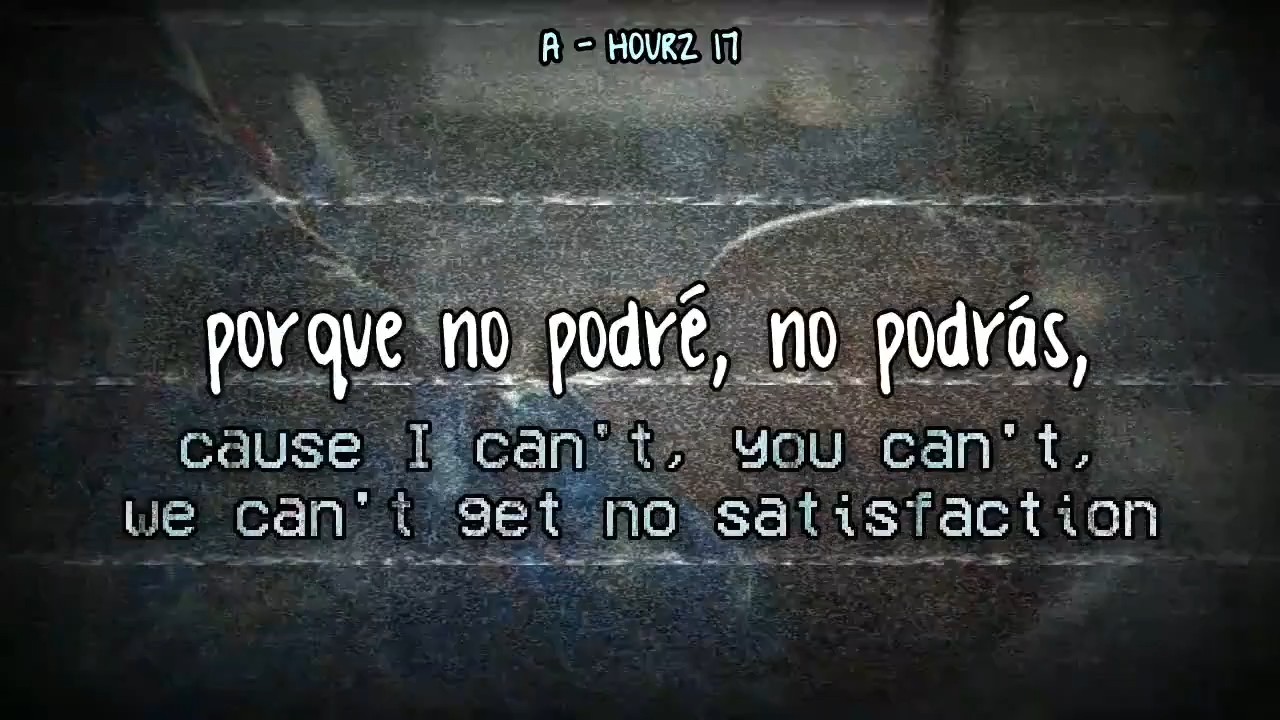 A - HOURZ 17
porque no podré, no podrás,
cause I can't, you can't,
we can't get no satisfaction